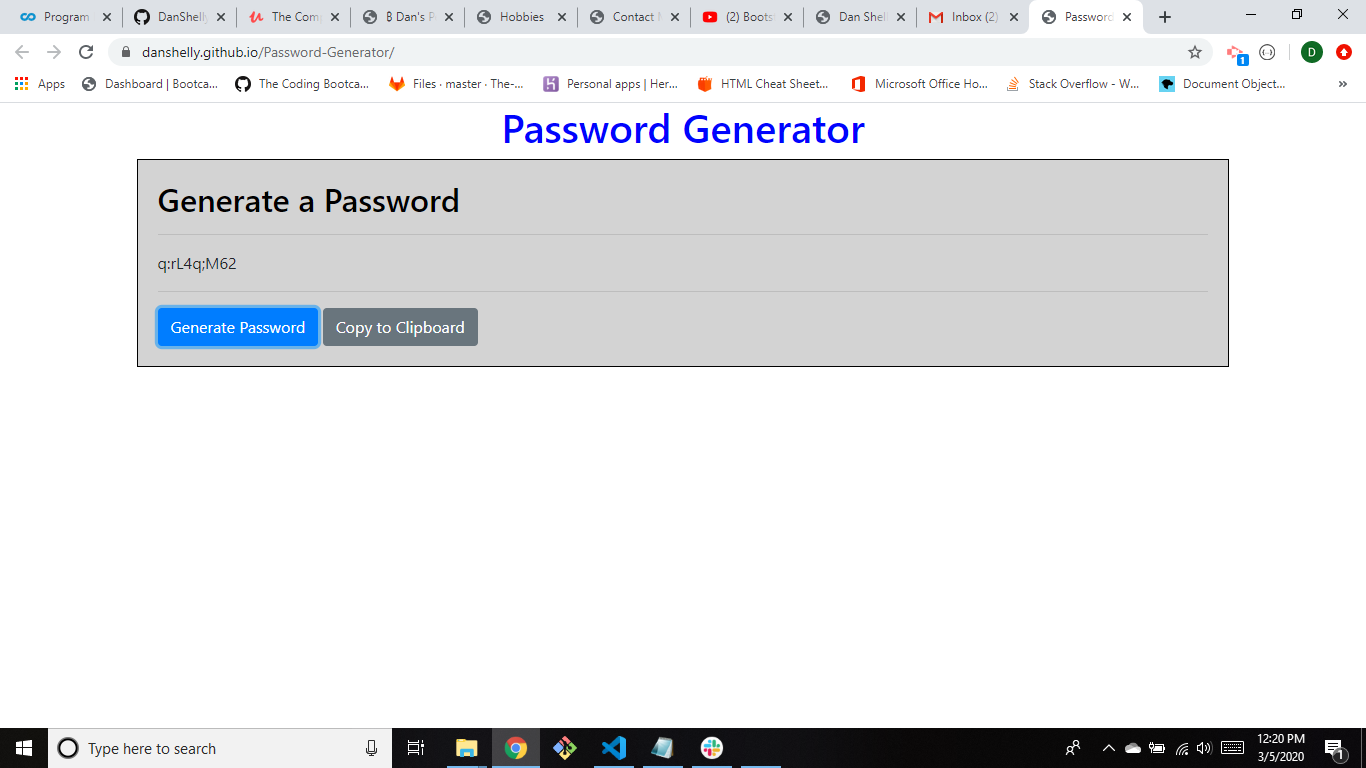 Program
DanShelly
The Comp
B Dan's P
Hobbies
Contact
(2) Boots
Dan Shell
Inbox (2)
Password
danshelly.github.io/Password-Generator/
1
D
Apps
Dashboard | Bootca...
The Coding Bootca...
Files · master · The-...
Personal apps | Her...
HTML Cheat Sheet...
Microsoft Office Ho...
Stack Overflow - W...
Document Object...
»
Password Generator
Generate a Password
q:rL4q;M62
Generate Password
Copy to Clipboard
Type here to search
12:20 PM
3/5/2020
1